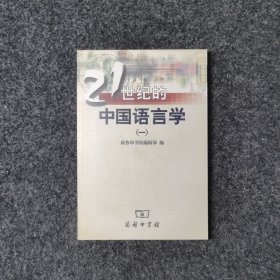 21世纪的
中国语言学
(一)
商务印书馆编辑部 编
商务印书馆